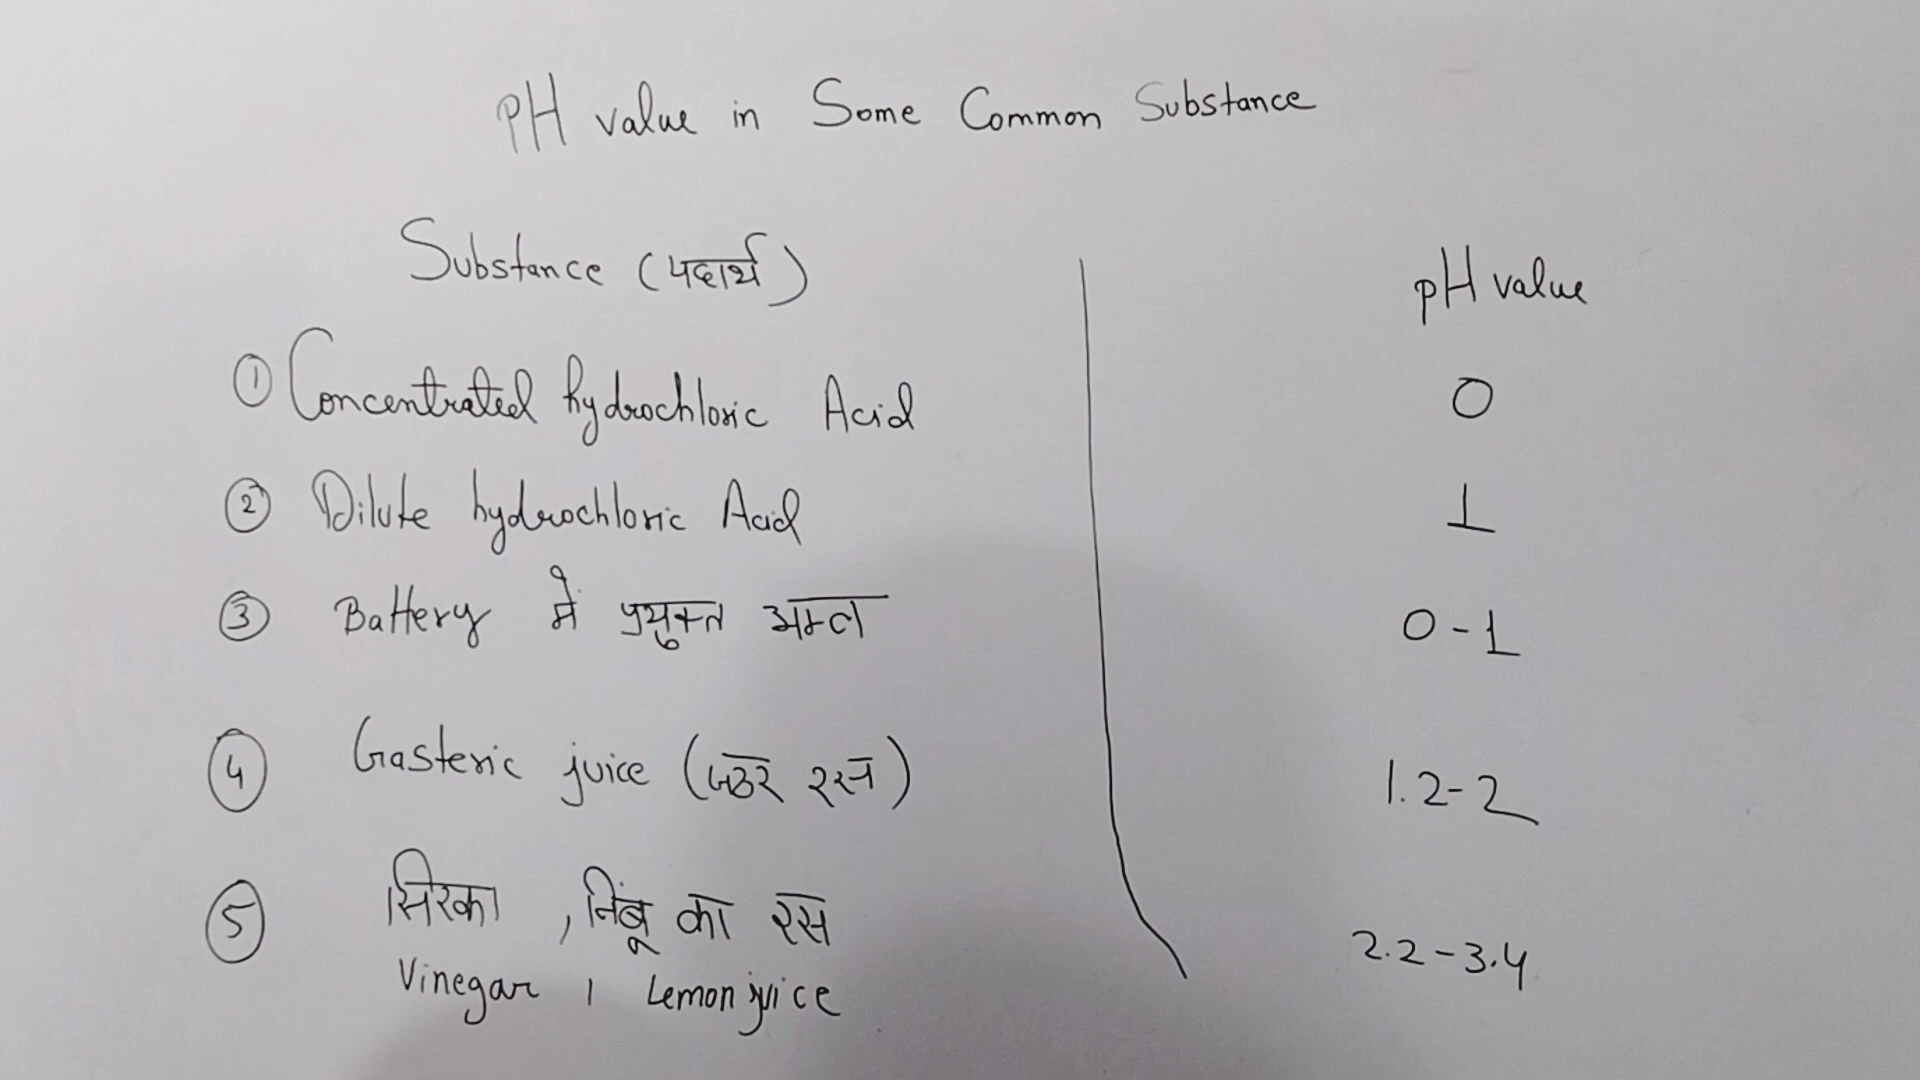 pH value in Some Common Substance
Substance (पदार्थ) pH value
① Concentrated hydrochloric Acid 0
② Dilute hydrochloric Acid 1
③ Battery में प्रयुक्त अम्ल 0-1
④ Gasteric juice (जठर रस) 1.2-2
⑤ सिरका , निंबू का रस 2.2-3.4
Vinegar , Lemon juice